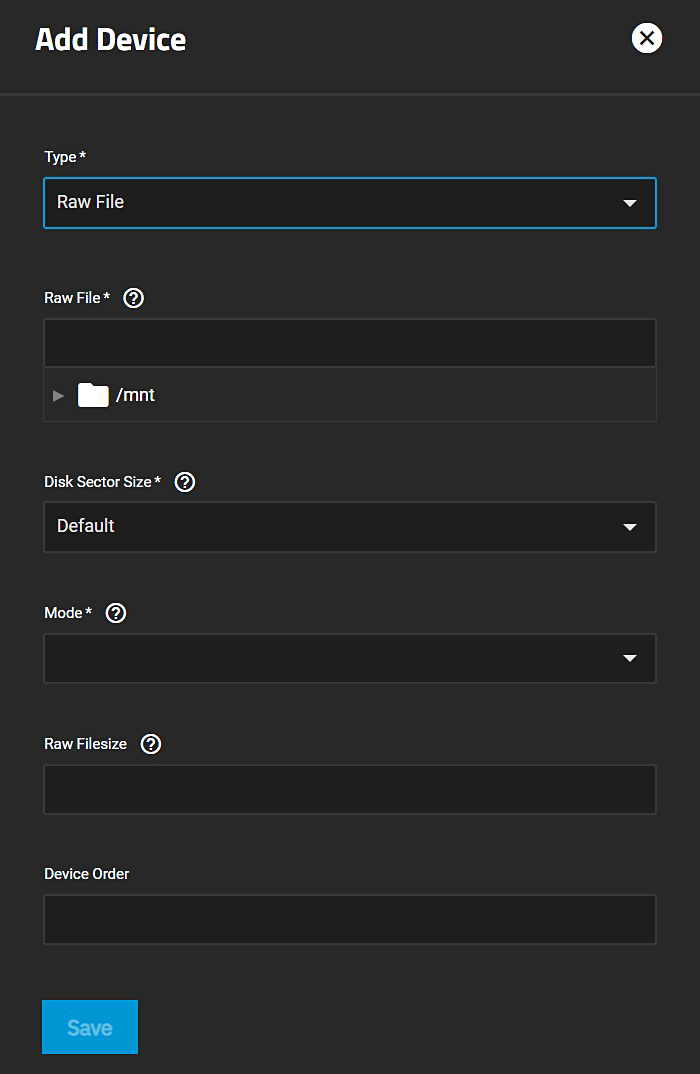 Add Device
Type *
Raw File
Raw File *
/mnt
Disk Sector Size *
Default
Mode *
Raw Filesize
Device Order
Save